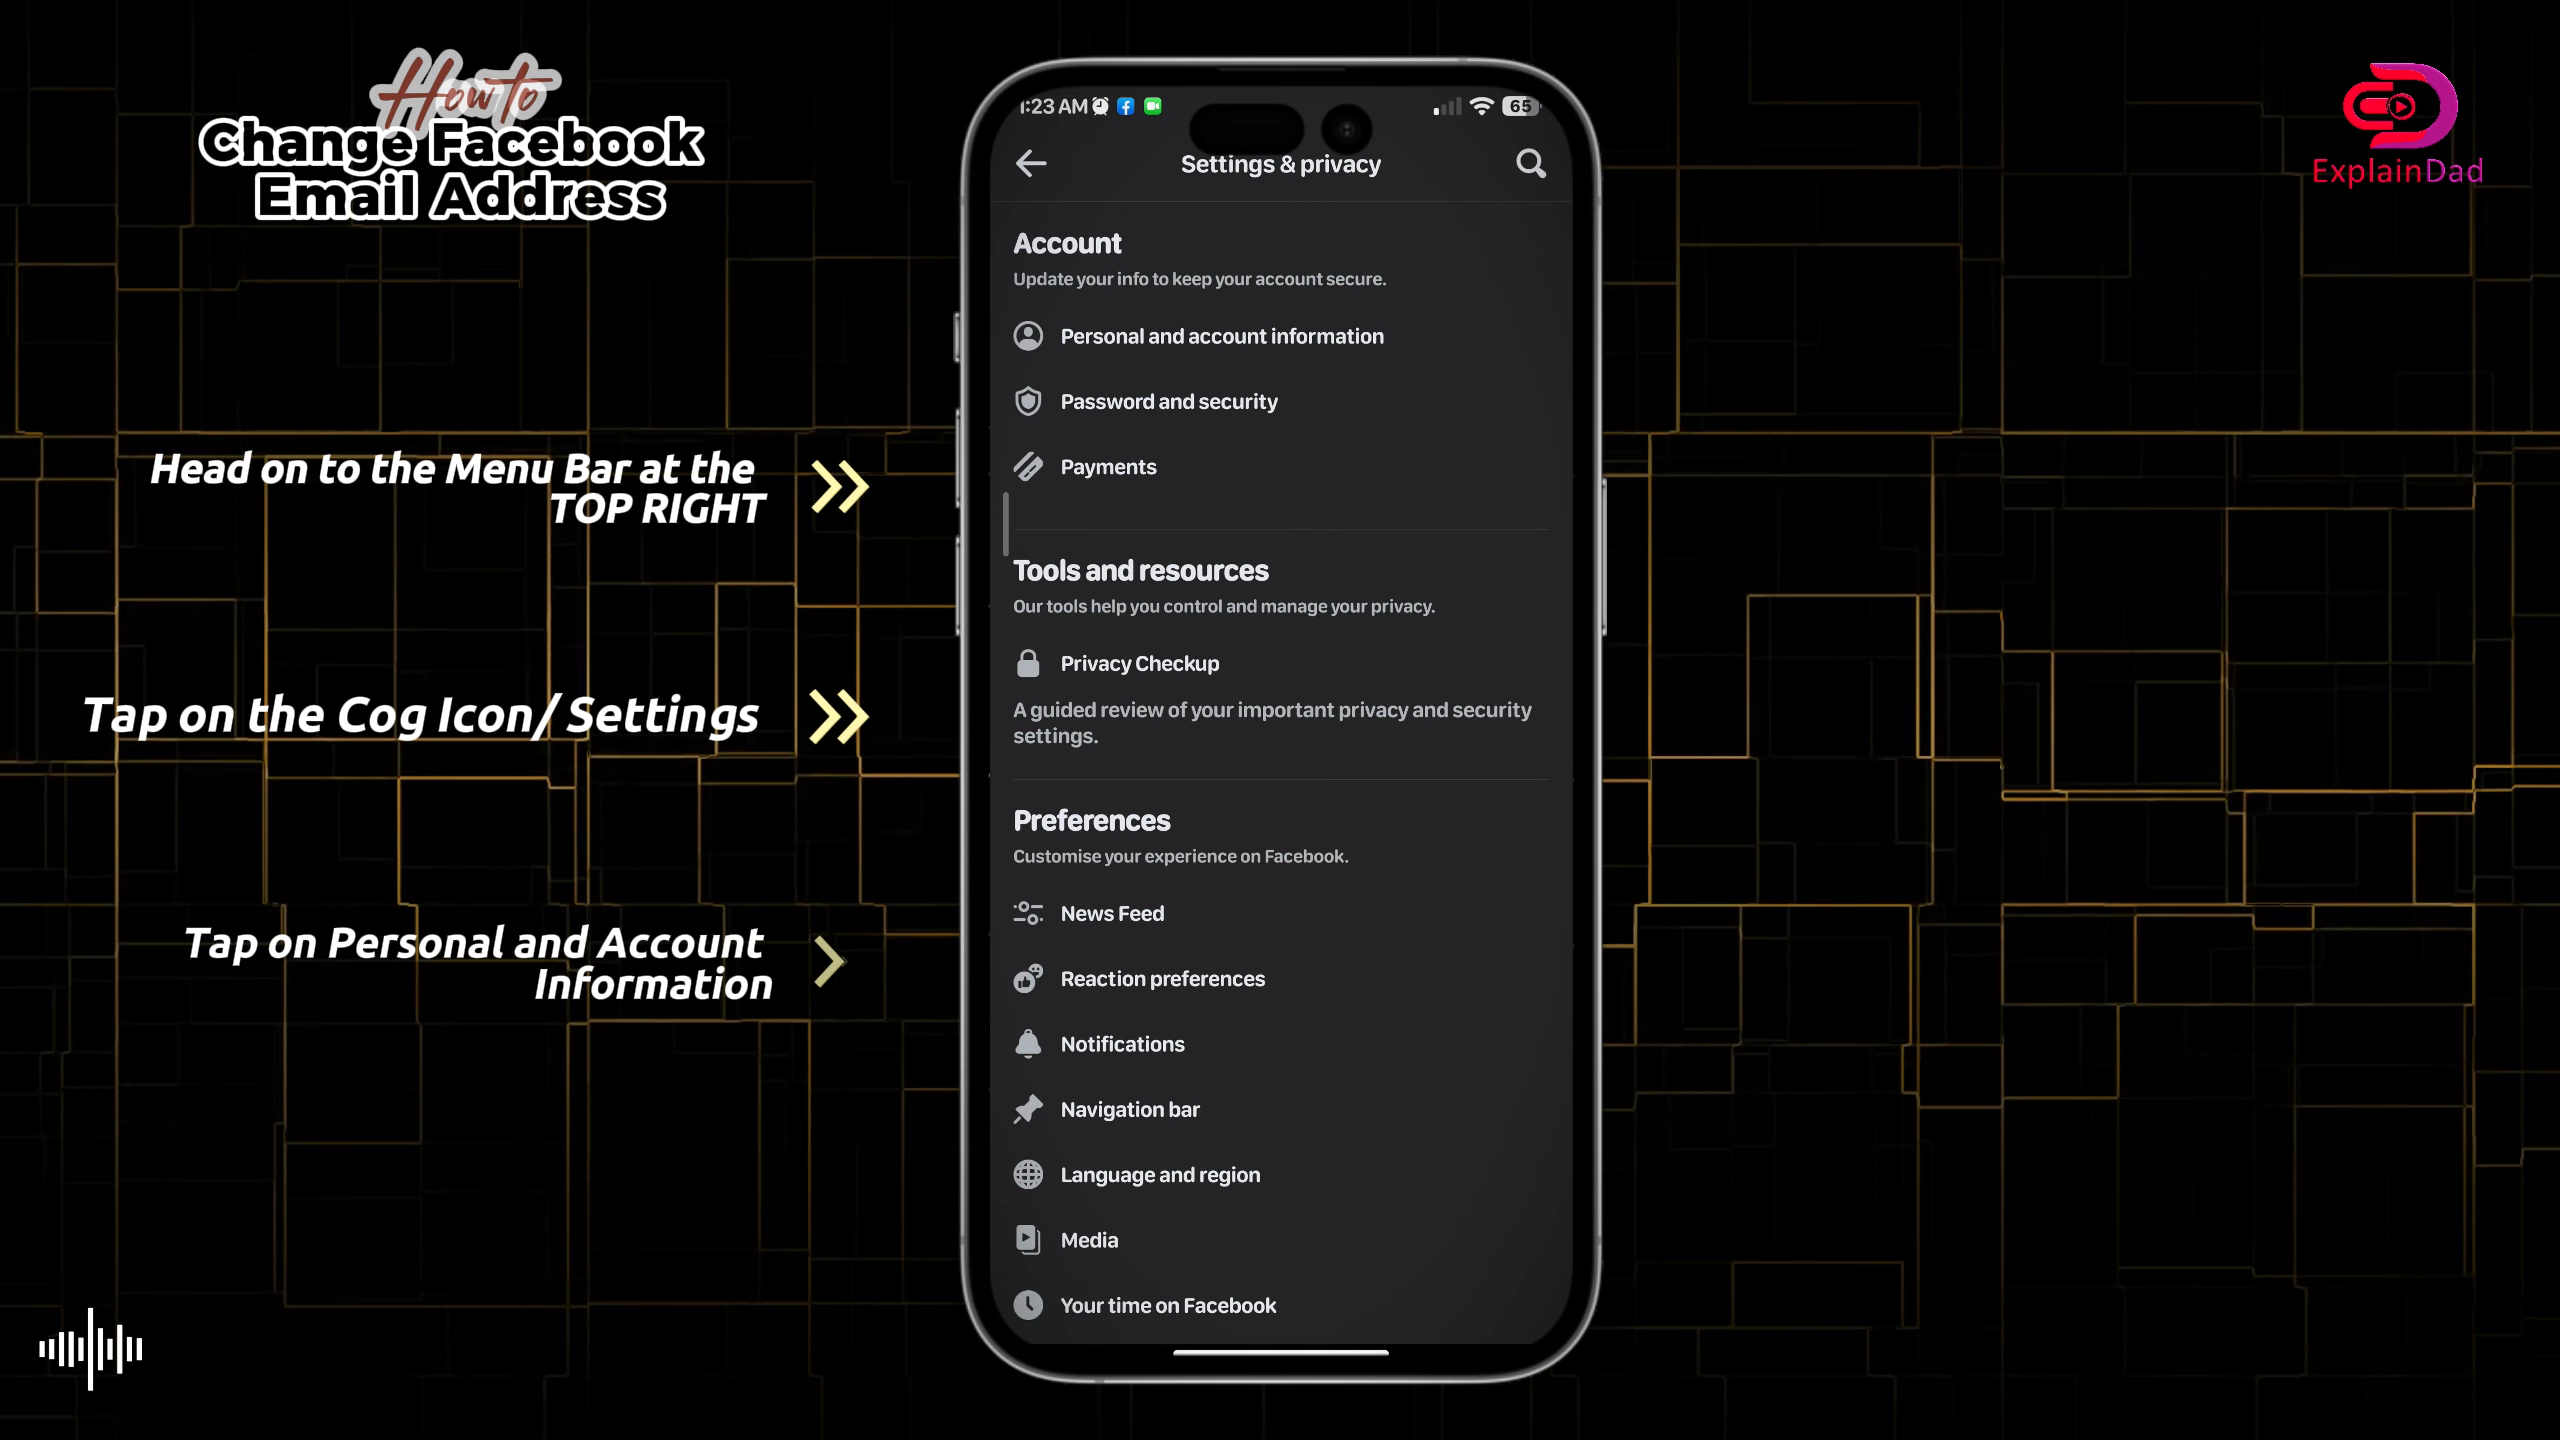 How to
Change Facebook
Email Address
Head on to the Menu Bar at the
TOP RIGHT
Tap on the Cog Icon/ Settings
Tap on Personal and Account
Information
1:23 AM
65
Settings & privacy
Account
Update your info to keep your account secure.
Personal and account information
Password and security
Payments
Tools and resources
Our tools help you control and manage your privacy.
Privacy Checkup
A guided review of your important privacy and security
settings.
Preferences
Customise your experience on Facebook.
News Feed
Reaction preferences
Notifications
Navigation bar
Language and region
Media
Your time on Facebook
ExplainDad